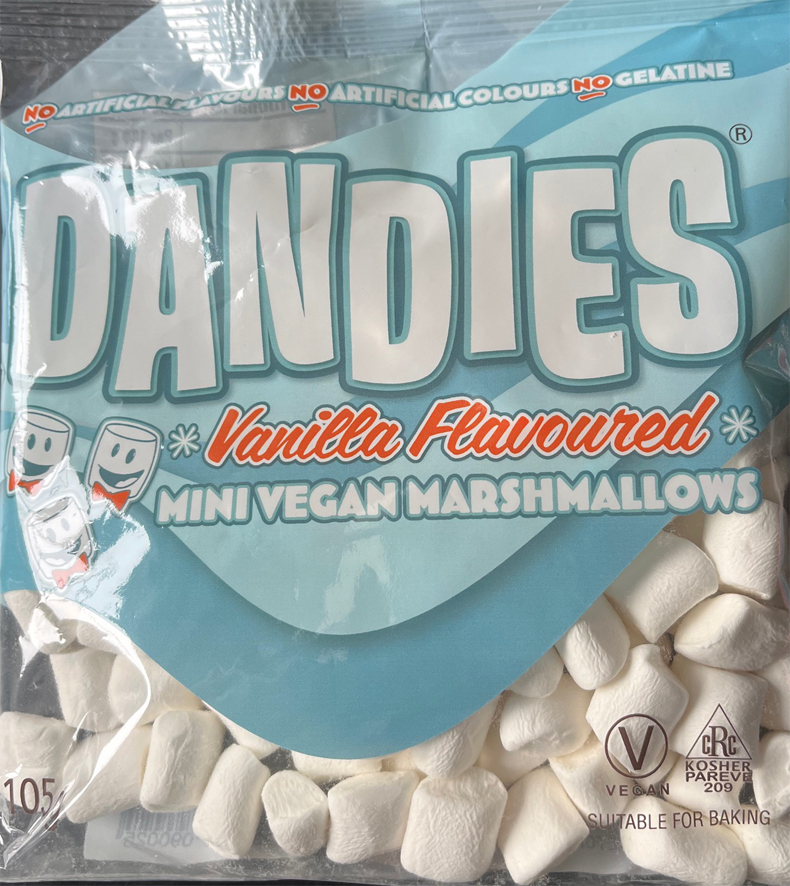 NO ARTIFICIAL FLAVOURS NO ARTIFICIAL COLOURS NO GELATINE
DANDIES®
Vanilla Flavoured
MINI VEGAN MARSHMALLOWS
105g
V
VEGAN
cRc
KOSHER
PAREVE
209
SUITABLE FOR BAKING